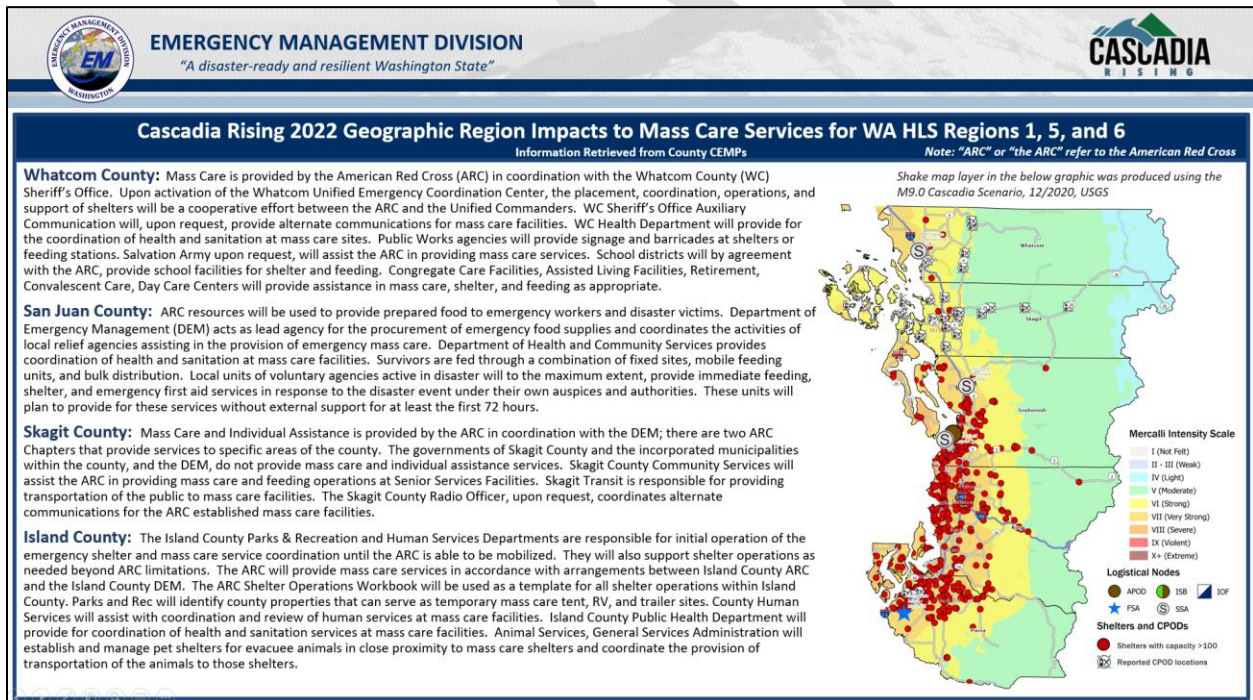 EMERGENCY MANAGEMENT DIVISION
"A disaster-ready and resilient Washington State"
EMERGENCY MANAGEMENT DIVISION
EM
WASHINGTON
CASCADIA
RISING
Cascadia Rising 2022 Geographic Region Impacts to Mass Care Services for WA HLS Regions 1, 5, and 6
Information Retrieved from County CEMPs
Note: "ARC" or "the ARC" refer to the American Red Cross
Whatcom County: Mass Care is provided by the American Red Cross (ARC) in coordination with the Whatcom County (WC)
Sheriff's Office. Upon activation of the Whatcom Unified Emergency Coordination Center, the placement, coordination, operations, and
support of shelters will be a cooperative effort between the ARC and the Unified Commanders. WC Sheriff's Office Auxiliary
Communication will, upon request, provide alternate communications for mass care facilities. WC Health Department will provide for
the coordination of health and sanitation at mass care sites. Public Works agencies will provide signage and barricades at shelters or
feeding stations. Salvation Army upon request, will assist the ARC in providing mass care services. School districts will by agreement
with the ARC, provide school facilities for shelter and feeding. Congregate Care Facilities, Assisted Living Facilities, Retirement,
Convalescent Care, Day Care Centers will provide assistance in mass care, shelter, and feeding as appropriate.
San Juan County: ARC resources will be used to provide prepared food to emergency workers and disaster victims. Department of
Emergency Management (DEM) acts as lead agency for the procurement of emergency food supplies and coordinates the activities of
local relief agencies assisting in the provision of emergency mass care. Department of Health and Community Services provides
coordination of health and sanitation at mass care facilities. Survivors are fed through a combination of fixed sites, mobile feeding
units, and bulk distribution. Local units of voluntary agencies active in disaster will to the maximum extent, provide immediate feeding,
shelter, and emergency first aid services in response to the disaster event under their own auspices and authorities. These units will
plan to provide for these services without external support for at least the first 72 hours.
Skagit County: Mass Care and Individual Assistance is provided by the ARC in coordination with the DEM; there are two ARC
Chapters that provide services to specific areas of the county. The governments of Skagit County and the incorporated municipalities
within the county, and the DEM, do not provide mass care and individual assistance services. Skagit County Community Services will
assist the ARC in providing mass care and feeding operations at Senior Services Facilities. Skagit Transit is responsible for providing
transportation of the public to mass care facilities. The Skagit County Radio Officer, upon request, coordinates alternate
communications for the ARC established mass care facilities.
Island County: The Island County Parks & Recreation and Human Services Departments are responsible for initial operation of the
emergency shelter and mass care service coordination until the ARC is able to be mobilized. They will also support shelter operations as
needed beyond ARC limitations. The ARC will provide mass care services in accordance with arrangements between Island County ARC
and the Island County DEM. The ARC Shelter Operations Workbook will be used as a template for all shelter operations within Island
County. Parks and Rec will identify county properties that can serve as temporary mass care tent, RV, and trailer sites. County Human
Services will assist with coordination and review of human services at mass care facilities. Island County Public Health Department will
provide for coordination of health and sanitation services at mass care facilities. Animal Services, General Services Administration will
establish and manage pet shelters for evacuee animals in close proximity to mass care shelters and coordinate the provision of
transportation of the animals to those shelters.
Shake map layer in the below graphic was produced using the
M9.0 Cascadia Scenario, 12/2020, USGS
Whatcom
S
Skagit
S
Snohomish
S
Pierce
Mercalli Intensity Scale
I (Not Felt)
II - III (Weak)
IV (Light)
V (Moderate)
VI (Strong)
VII (Very Strong)
VIII (Severe)
IX (Violent)
X+ (Extreme)
Logistical Nodes
APOD
ISB
IOF
FSA
S SSA
Shelters and CPODs
Shelters with capacity >100
Reported CPOD locations